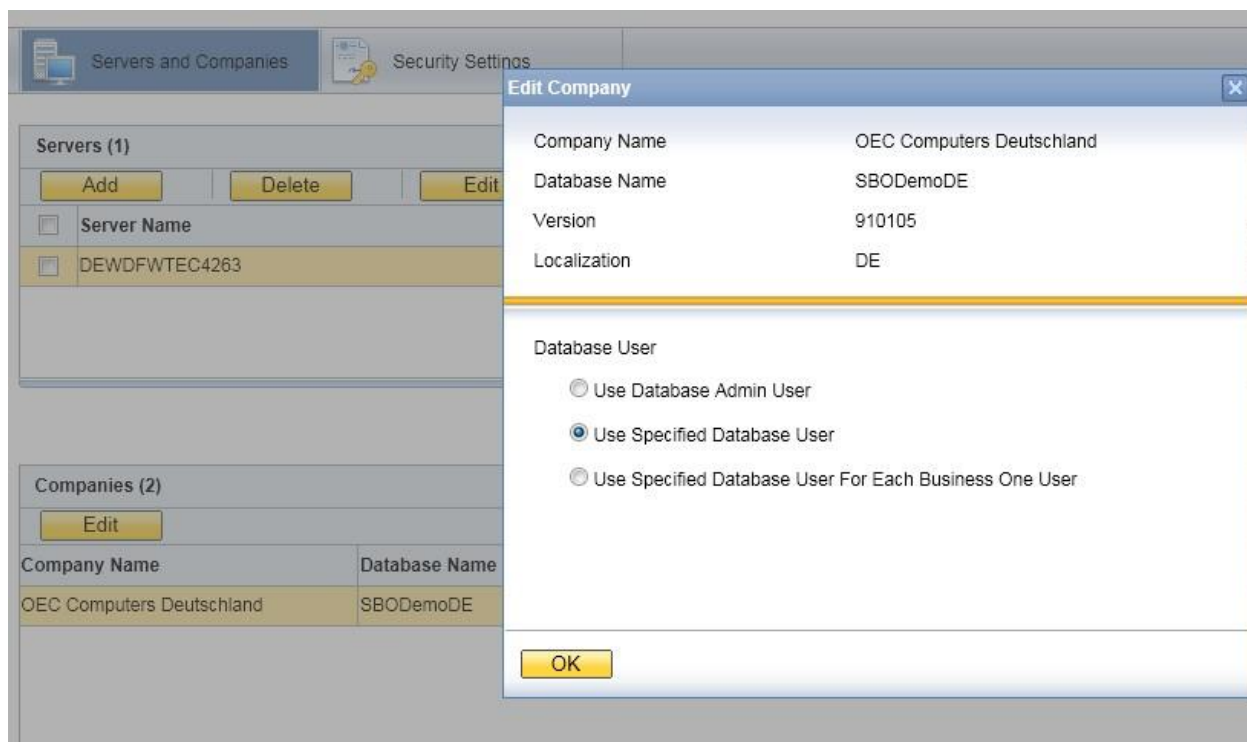 Servers and Companies
Security Settings
Edit Company
Company Name OEC Computers Deutschland
Database Name SBODemoDE
Version 910105
Localization DE
Database User
Use Database Admin User
Use Specified Database User
Use Specified Database User For Each Business One User
OK
Servers (1)
Add Delete Edit
Server Name
DEWDFWTEC4263
Companies (2)
Edit
Company Name Database Name
OEC Computers Deutschland SBODemoDE